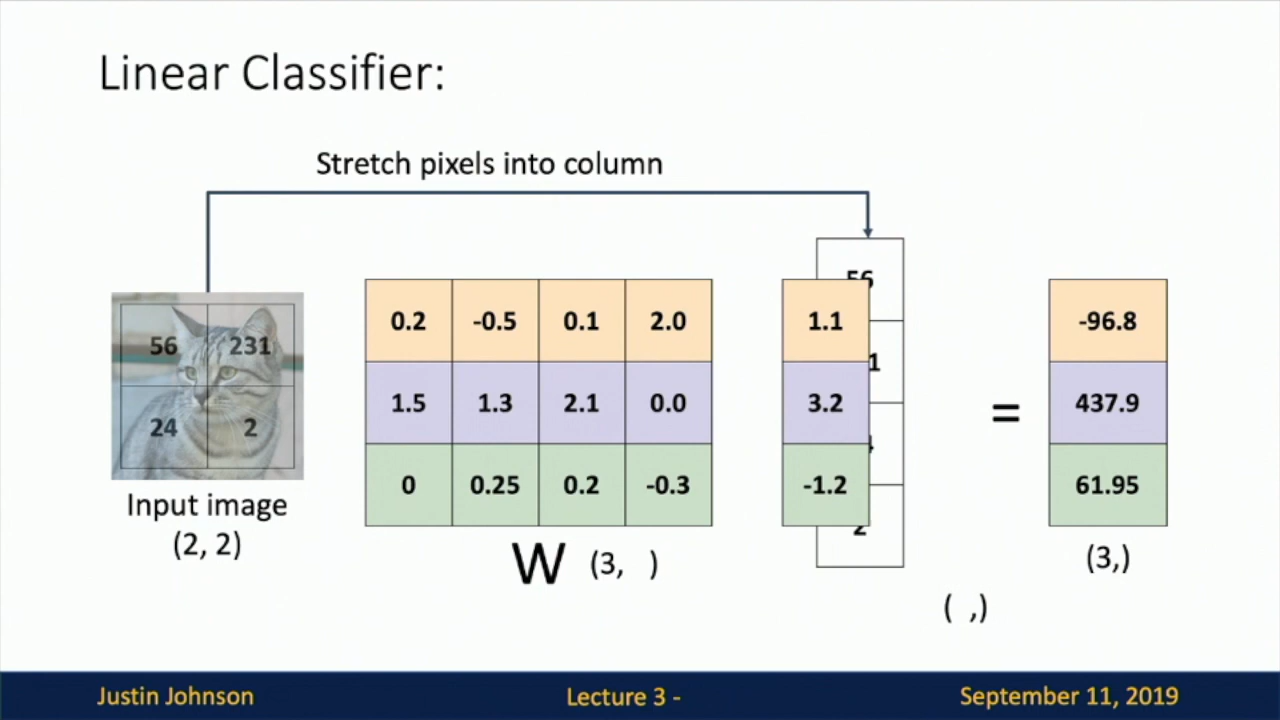 Linear Classifier:
Stretch pixels into column
56 231
24 2
Input image
(2, 2)
0.2 -0.5 0.1 2.0
1.5 1.3 2.1 0.0
0 0.25 0.2 -0.3
W (3, )
56
1.1
3.2
-1.2
2
( ,)
=
-96.8
437.9
61.95
(3,)
Justin Johnson Lecture 3 - September 11, 2019